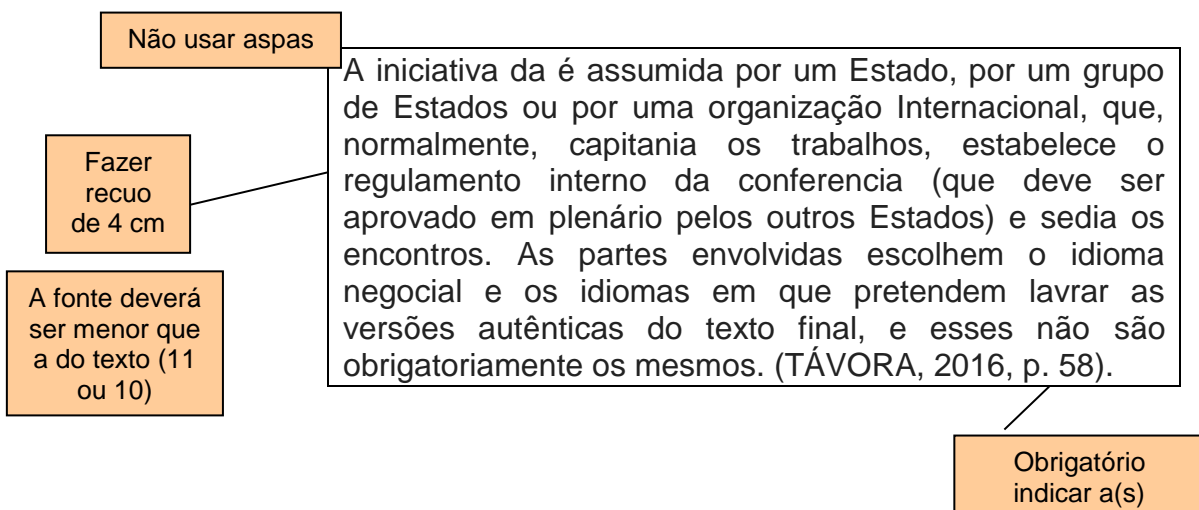 Não usar aspas
A iniciativa da é assumida por um Estado, por um grupo
de Estados ou por uma organização Internacional, que,
normalmente, capitania os trabalhos, estabelece o
regulamento interno da conferencia (que deve ser
aprovado em plenário pelos outros Estados) e sedia os
encontros. As partes envolvidas escolhem o idioma
negocial e os idiomas em que pretendem lavrar as
versões autênticas do texto final, e esses não são
obrigatoriamente os mesmos. (TÁVORA, 2016, p. 58).
Fazer
recuo
de 4 cm
A fonte deverá
ser menor que
a do texto (11
ou 10)
Obrigatório
indicar a(s)